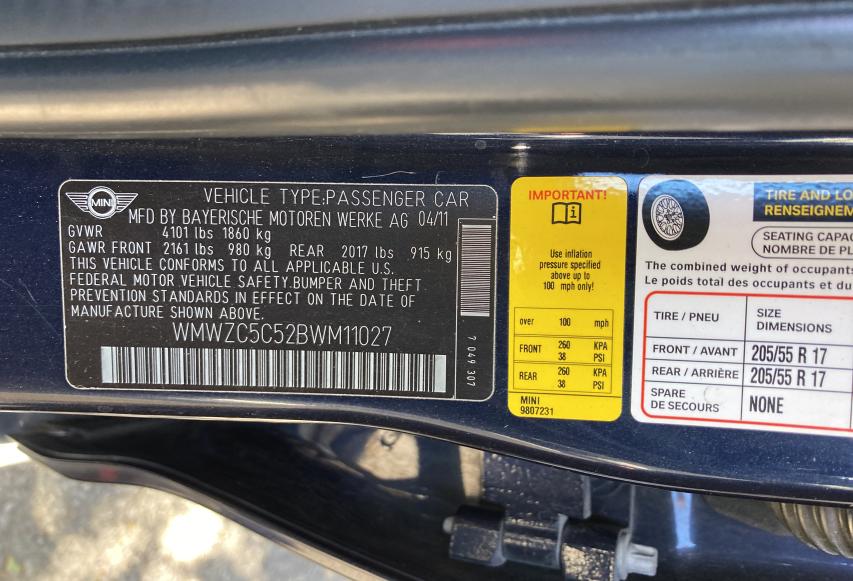 MINI
VEHICLE TYPE:PASSENGER CAR
MFD BY BAYERISCHE MOTOREN WERKE AG 04/11
GVWR 4101 lbs 1860 kg
GAWR FRONT 2161 lbs 980 kg REAR 2017 lbs 915 kg
THIS VEHICLE CONFORMS TO ALL APPLICABLE U.S.
FEDERAL MOTOR VEHICLE SAFETY,BUMPER AND THEFT
PREVENTION STANDARDS IN EFFECT ON THE DATE OF
MANUFACTURE SHOWN ABOVE.
WMWZC5C52BWM11027
7 049 307
IMPORTANT!
Use inflation
pressure specified
above up to
100 mph only!
over 100 mph
FRONT 260 KPA
38 PSI
REAR 260 KPA
38 PSI
MINI
9807231
TIRE AND LO
RENSEIGNEM
SEATING CAPAC
NOMBRE DE PL
The combined weight of occupants
Le poids total des occupants et du
TIRE / PNEU SIZE
DIMENSIONS
FRONT / AVANT 205/55 R 17
REAR / ARRIÈRE 205/55 R 17
SPARE
DE SECOURS NONE